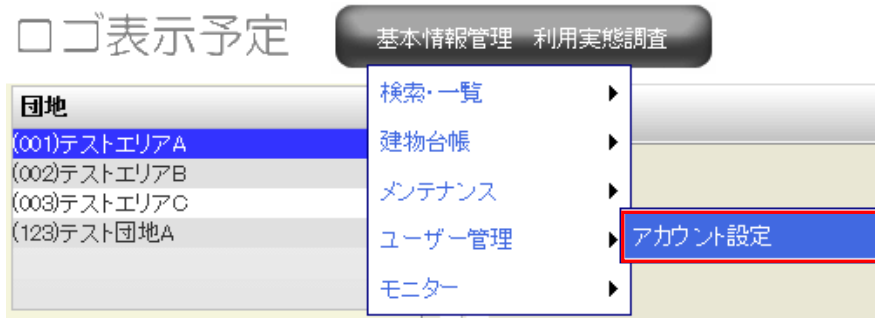 ロゴ表示予定
基本情報管理 利用実態調査
団地
(001)テストエリアA
(002)テストエリアB
(003)テストエリアC
(123)テスト団地A
検索・一覧
建物台帳
メンテナンス
ユーザー管理
モニター
アカウント設定